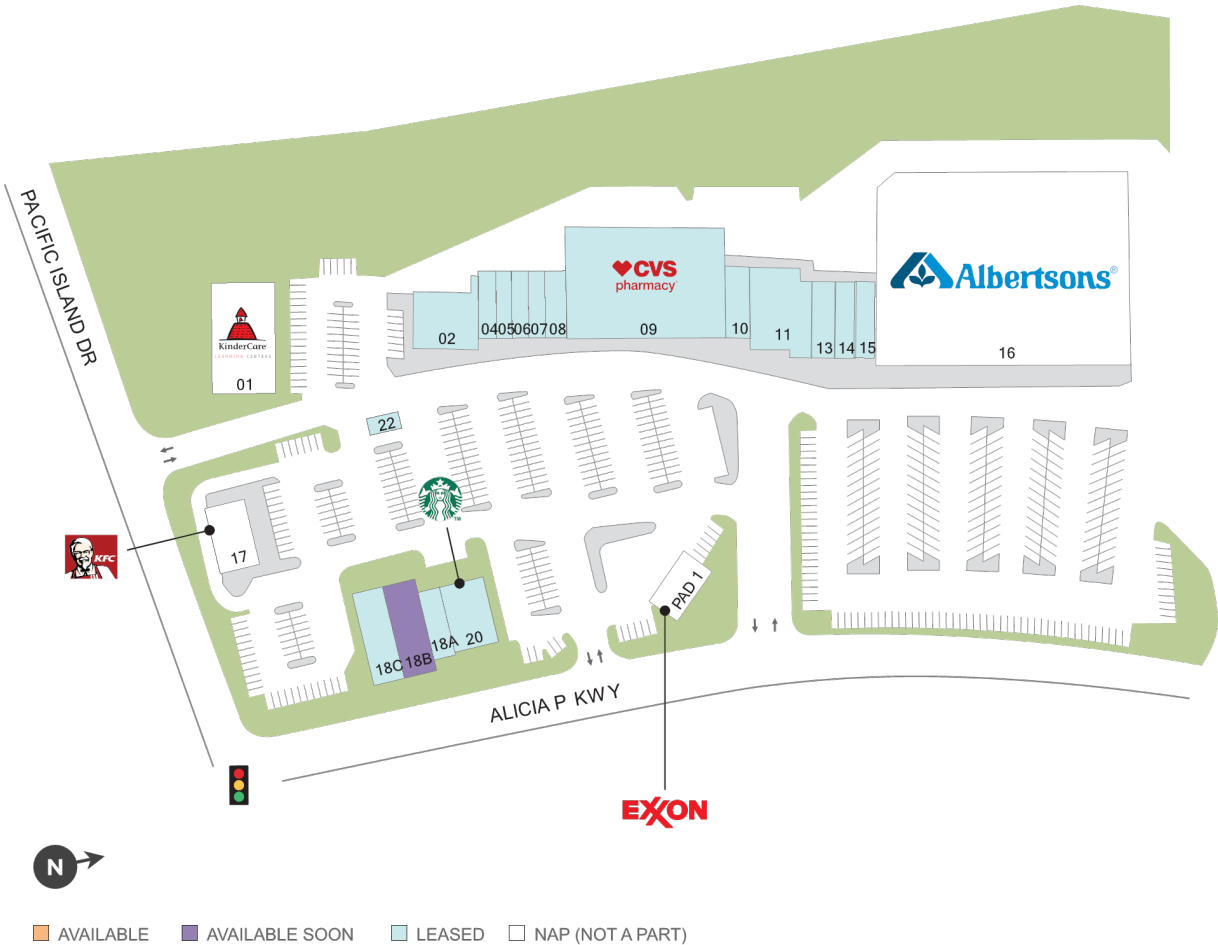 PACIFIC ISLAND DR
KinderCare
LEARNING CENTERS
01
02
04
05
06
07
08
CVS
pharmacy
09
10
11
13
14
15
Albertsons®
16
22
TM
KFC
17
18C
18B
18A
20
PAD 1
ALICIA P KWY
EXXON
N
AVAILABLE
AVAILABLE SOON
LEASED
NAP (NOT A PART)